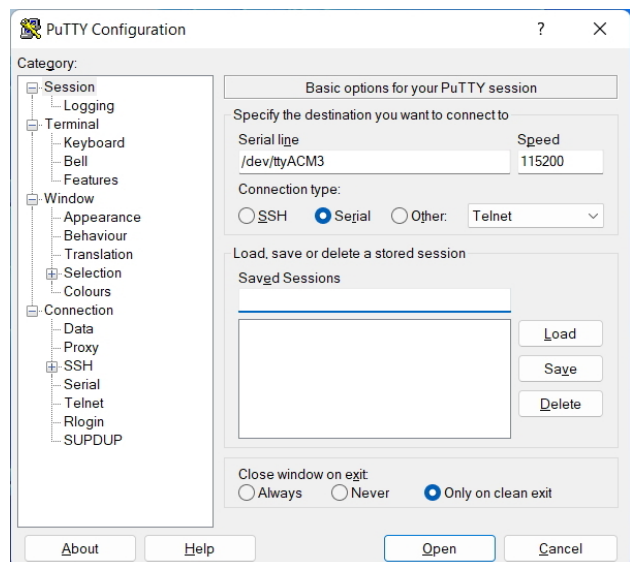 PuTTY Configuration
?
Category:
Session
Logging
Terminal
Keyboard
Bell
Features
Window
Appearance
Behaviour
Translation
Selection
Colours
Connection
Data
Proxy
SSH
Serial
Telnet
Rlogin
SUPDUP
Basic options for your PuTTY session
Specify the destination you want to connect to
Serial line Speed
/dev/ttyACM3 115200
Connection type:
SSH Serial Other: Telnet
Load, save or delete a stored session
Saved Sessions
Load
Save
Delete
Close window on exit:
Always Never Only on clean exit
About Help Open Cancel